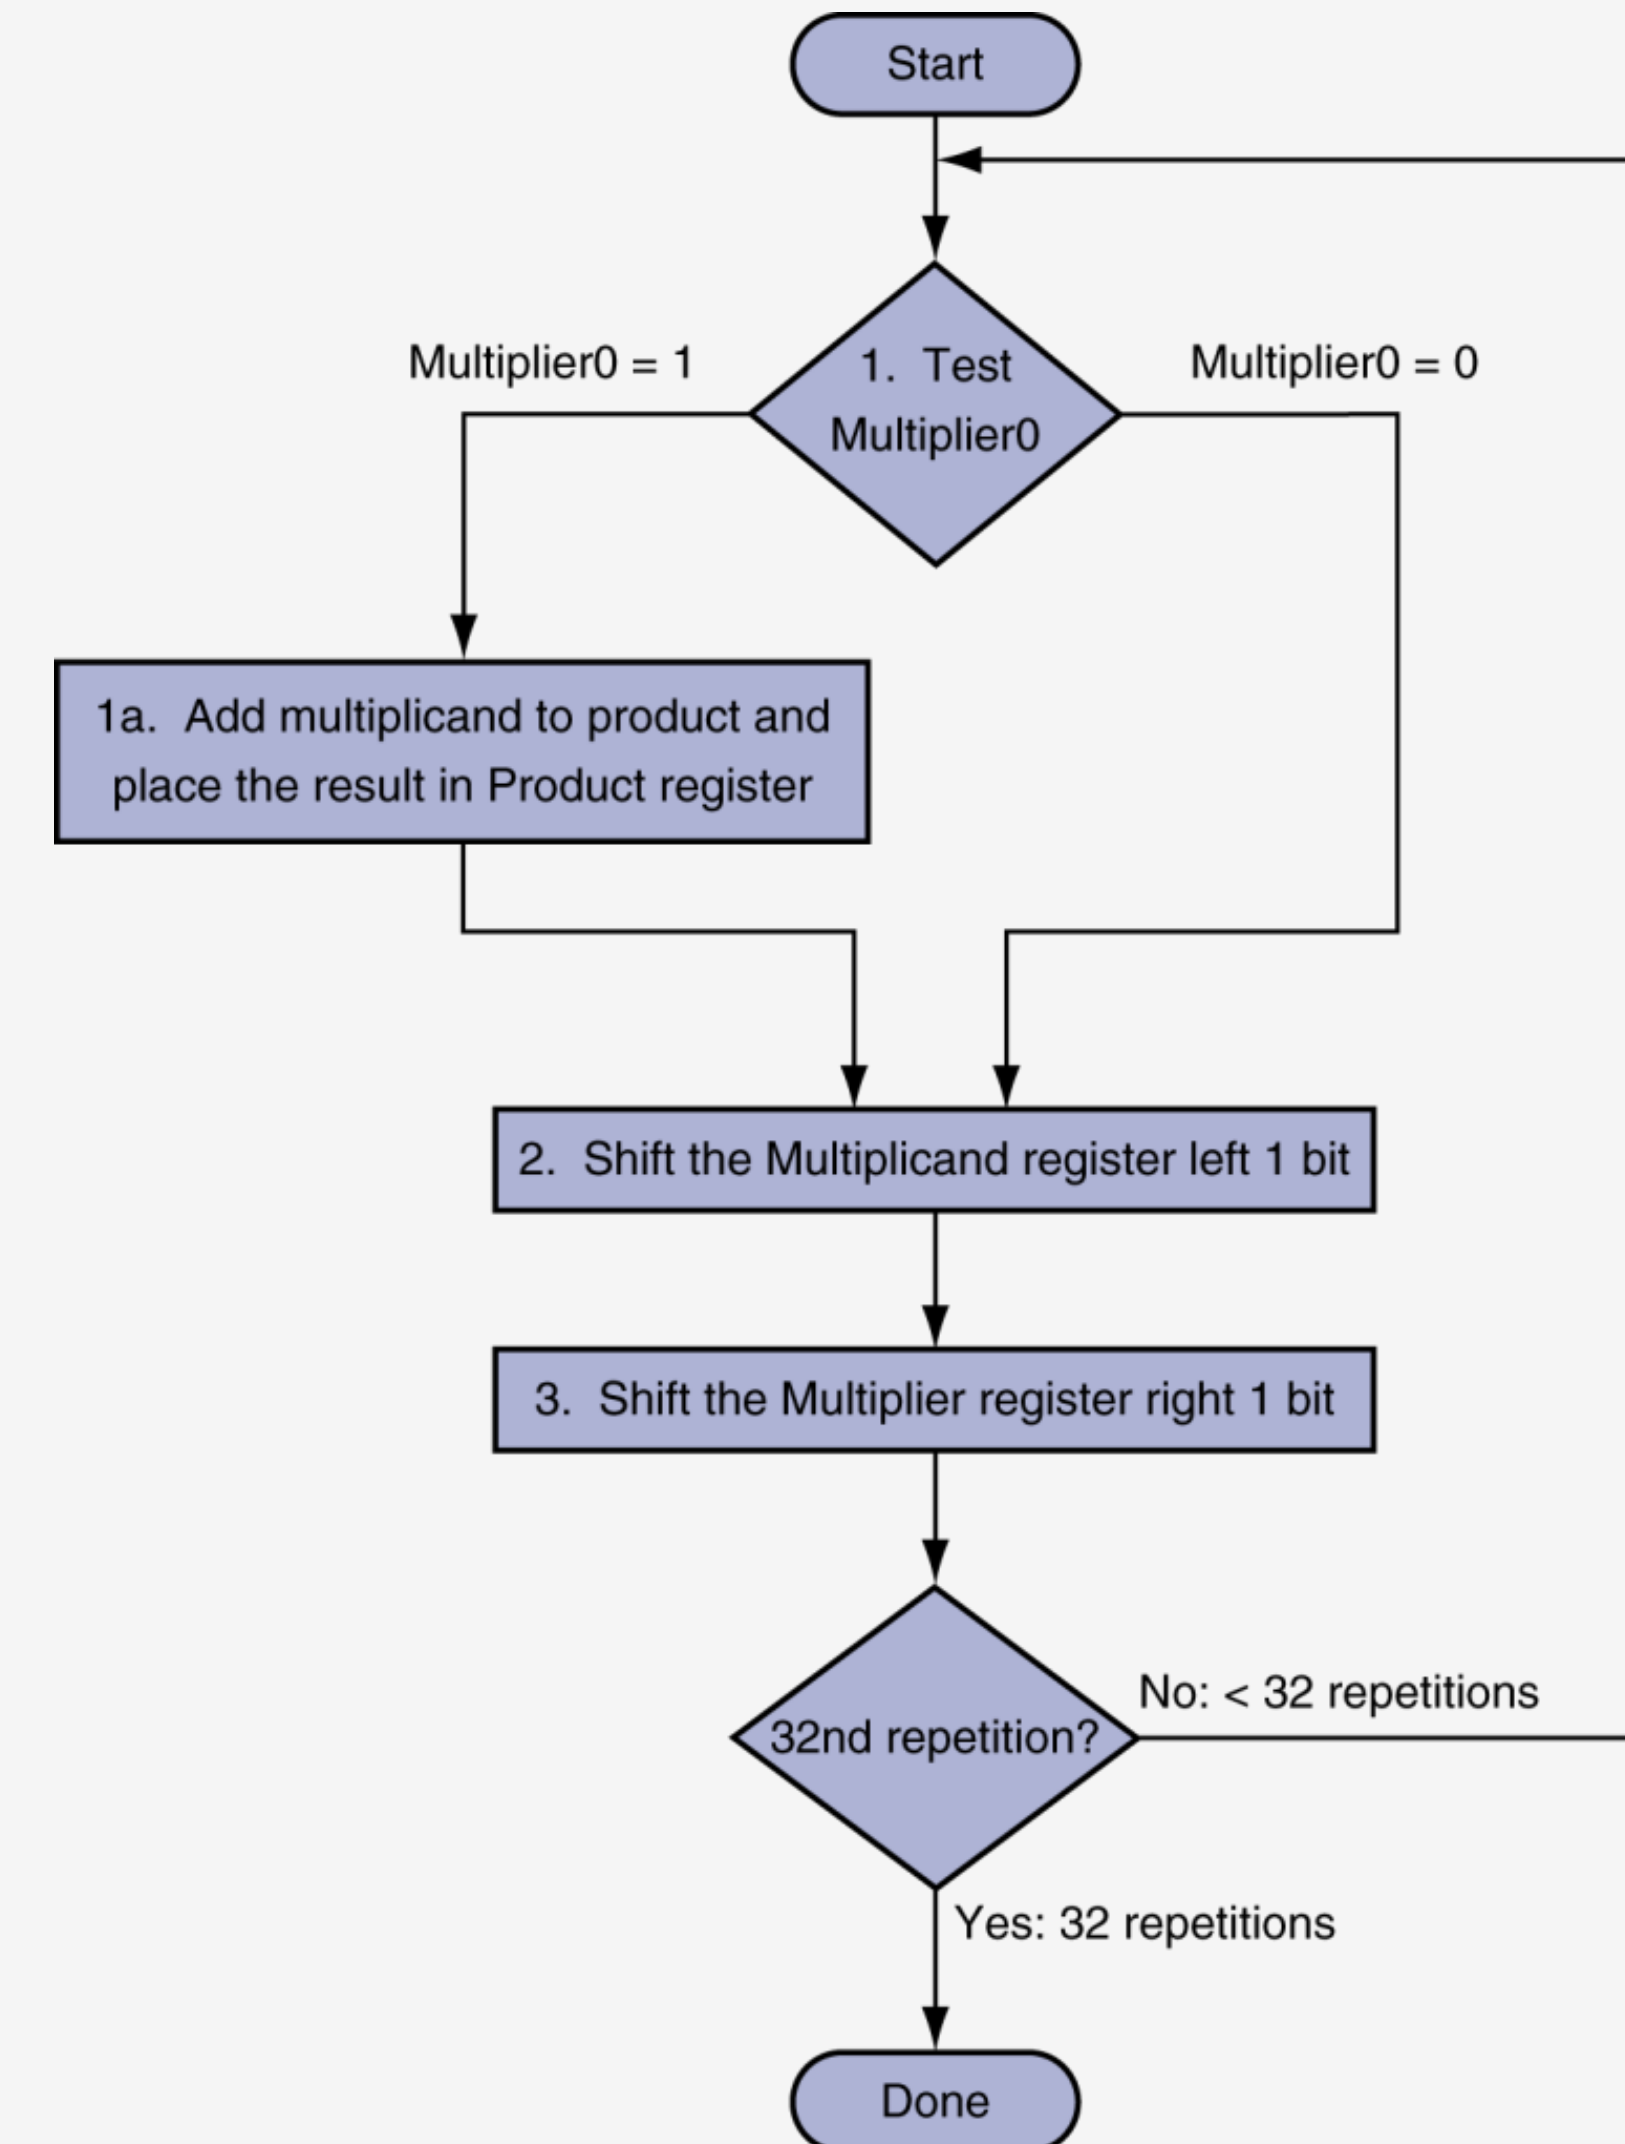 Start
Multiplier0 = 1
1. Test
Multiplier0
Multiplier0 = 0
1a. Add multiplicand to product and
place the result in Product register
2. Shift the Multiplicand register left 1 bit
3. Shift the Multiplier register right 1 bit
32nd repetition?
No: < 32 repetitions
Yes: 32 repetitions
Done